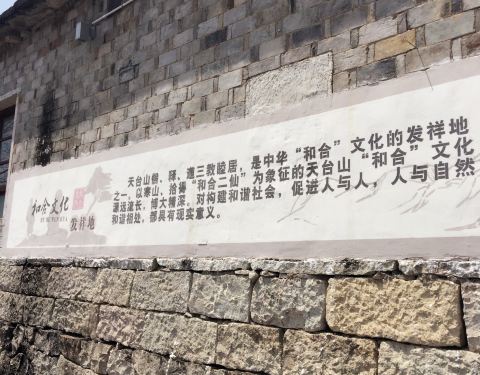 和合文化
发祥地
天台山儒、释、道三教睦居，是中华“和合”文化的发祥地
之一。以寒山、拾得“和合二仙”为象征的天台山“和合”文化
源远流长，博大精深，对构建和谐社会，促进人与人，人与自然
和谐相处，都具有现实意义。